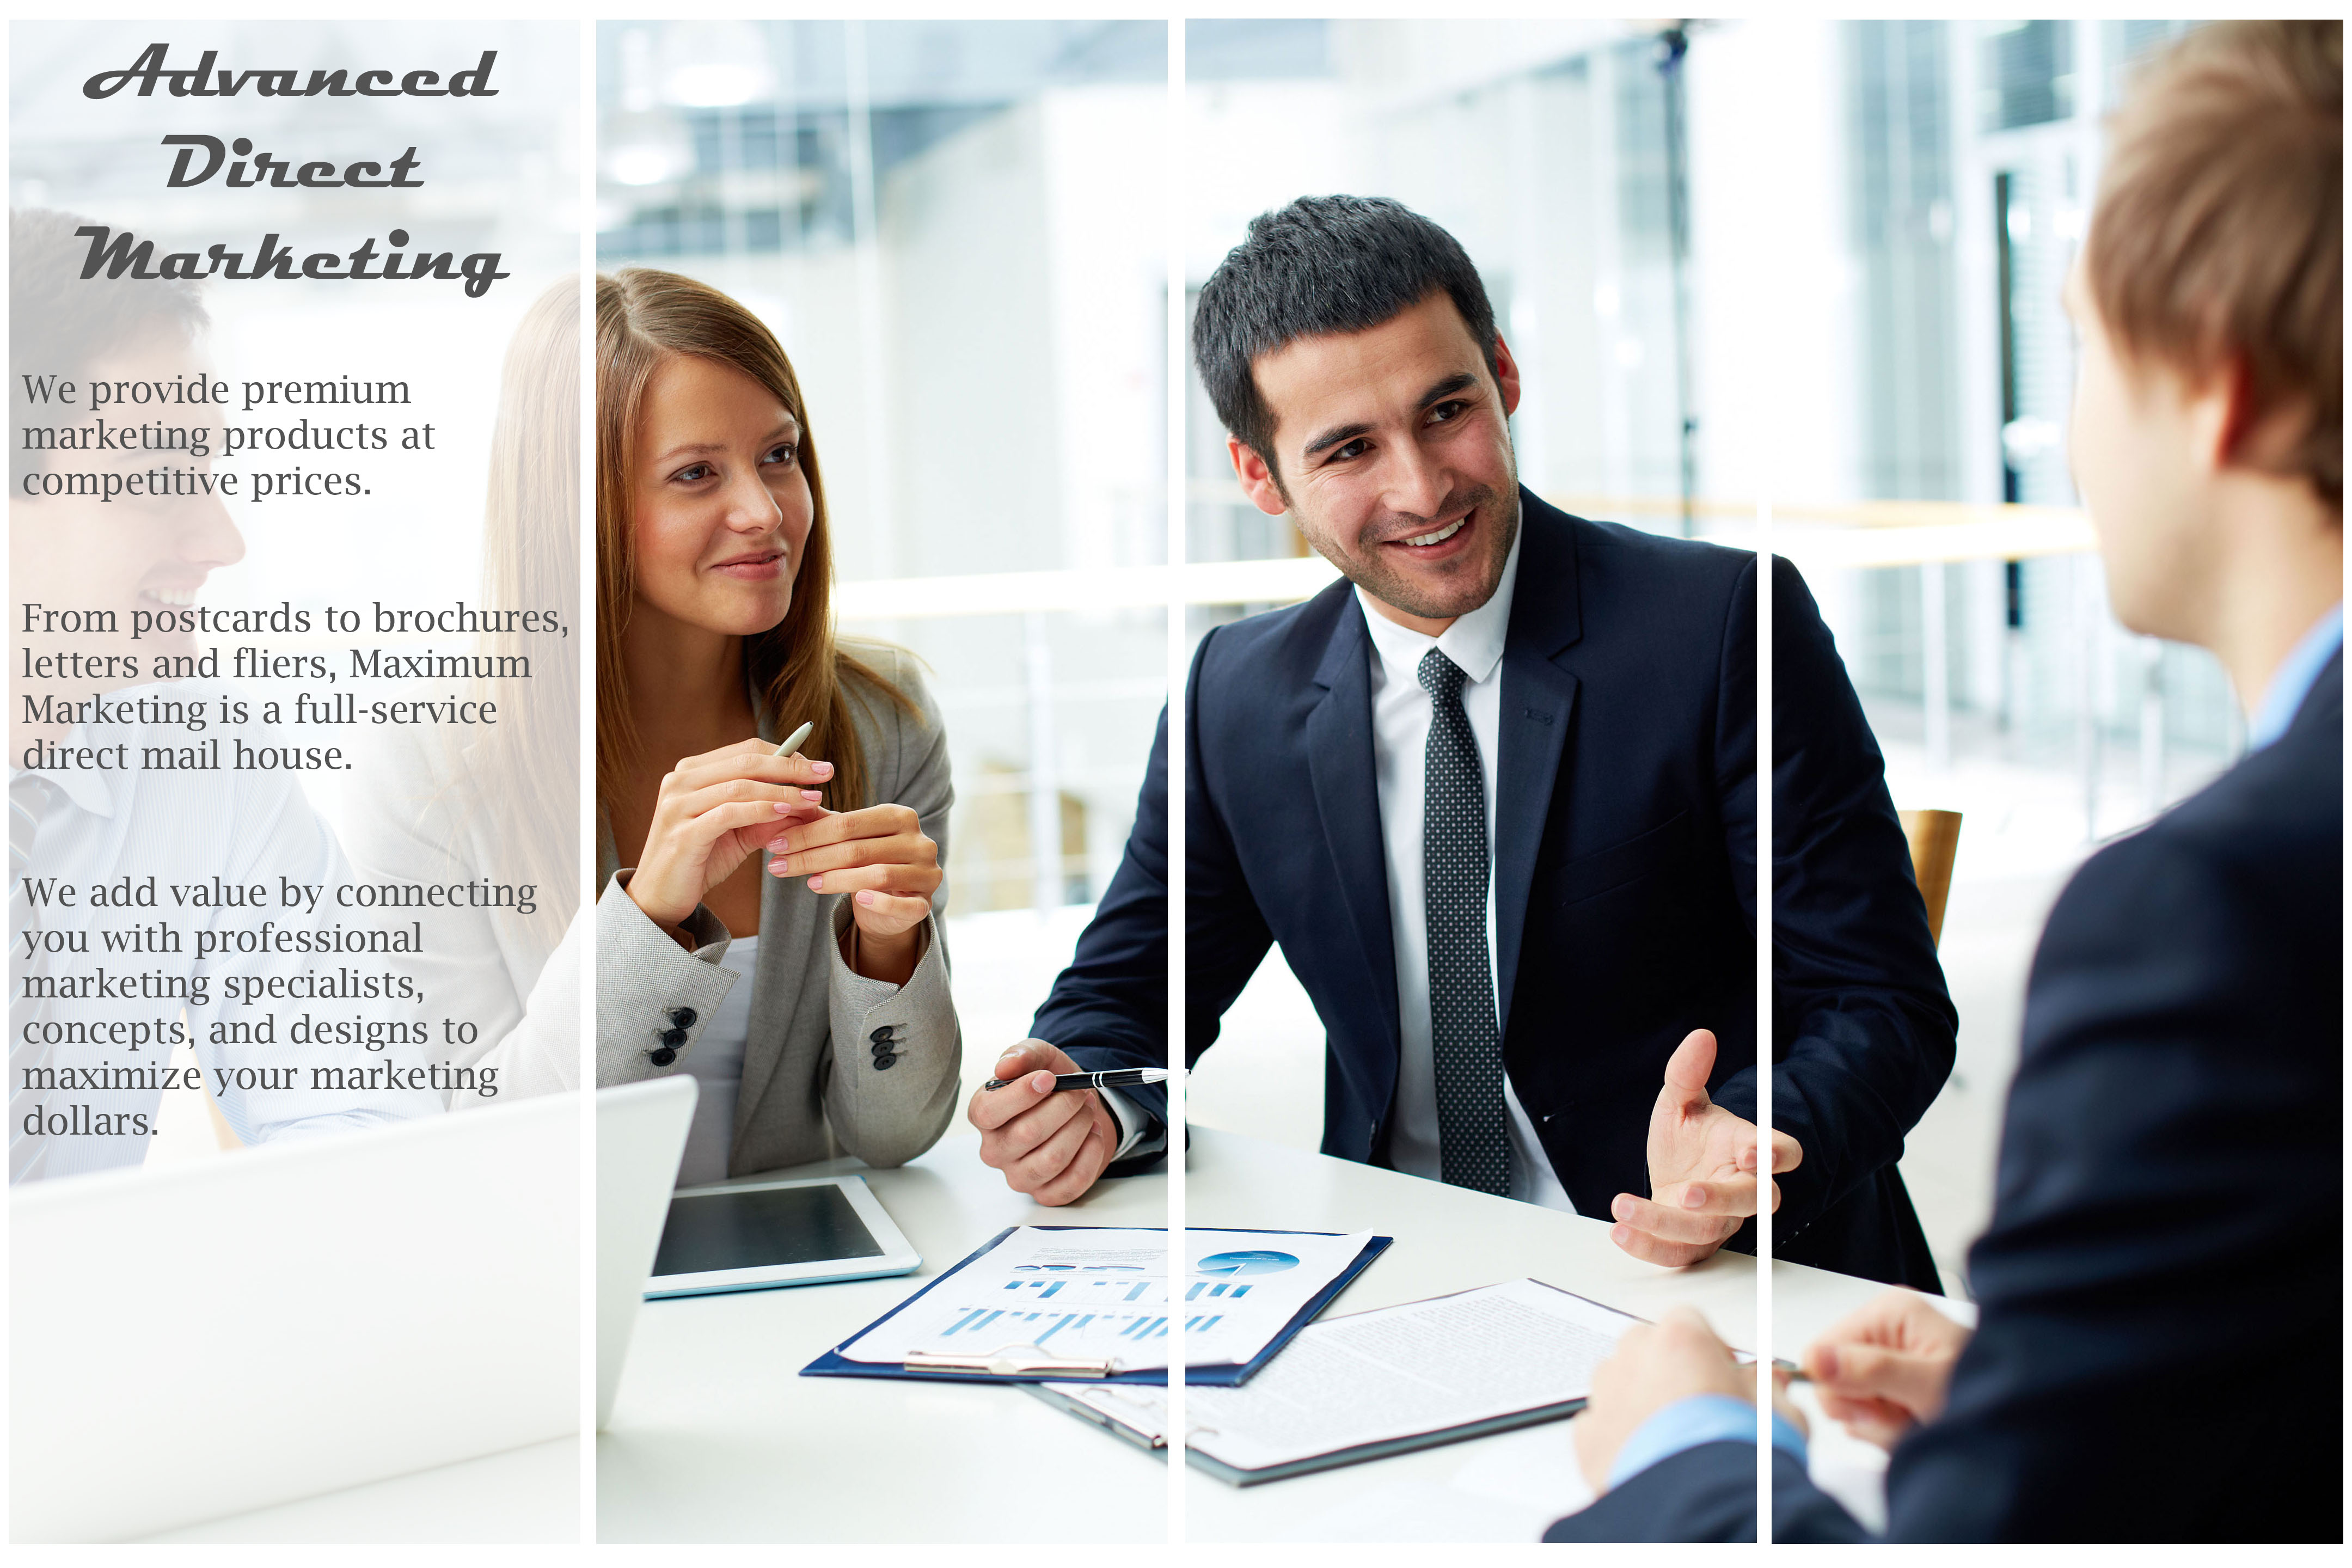 Advanced
Direct
Marketing
We provide premium
marketing products at
competitive prices.
From postcards to brochures,
letters and fliers, Maximum
Marketing is a full-service
direct mail house.
We add value by connecting
you with professional
marketing specialists,
concepts, and designs to
maximize your marketing
dollars.